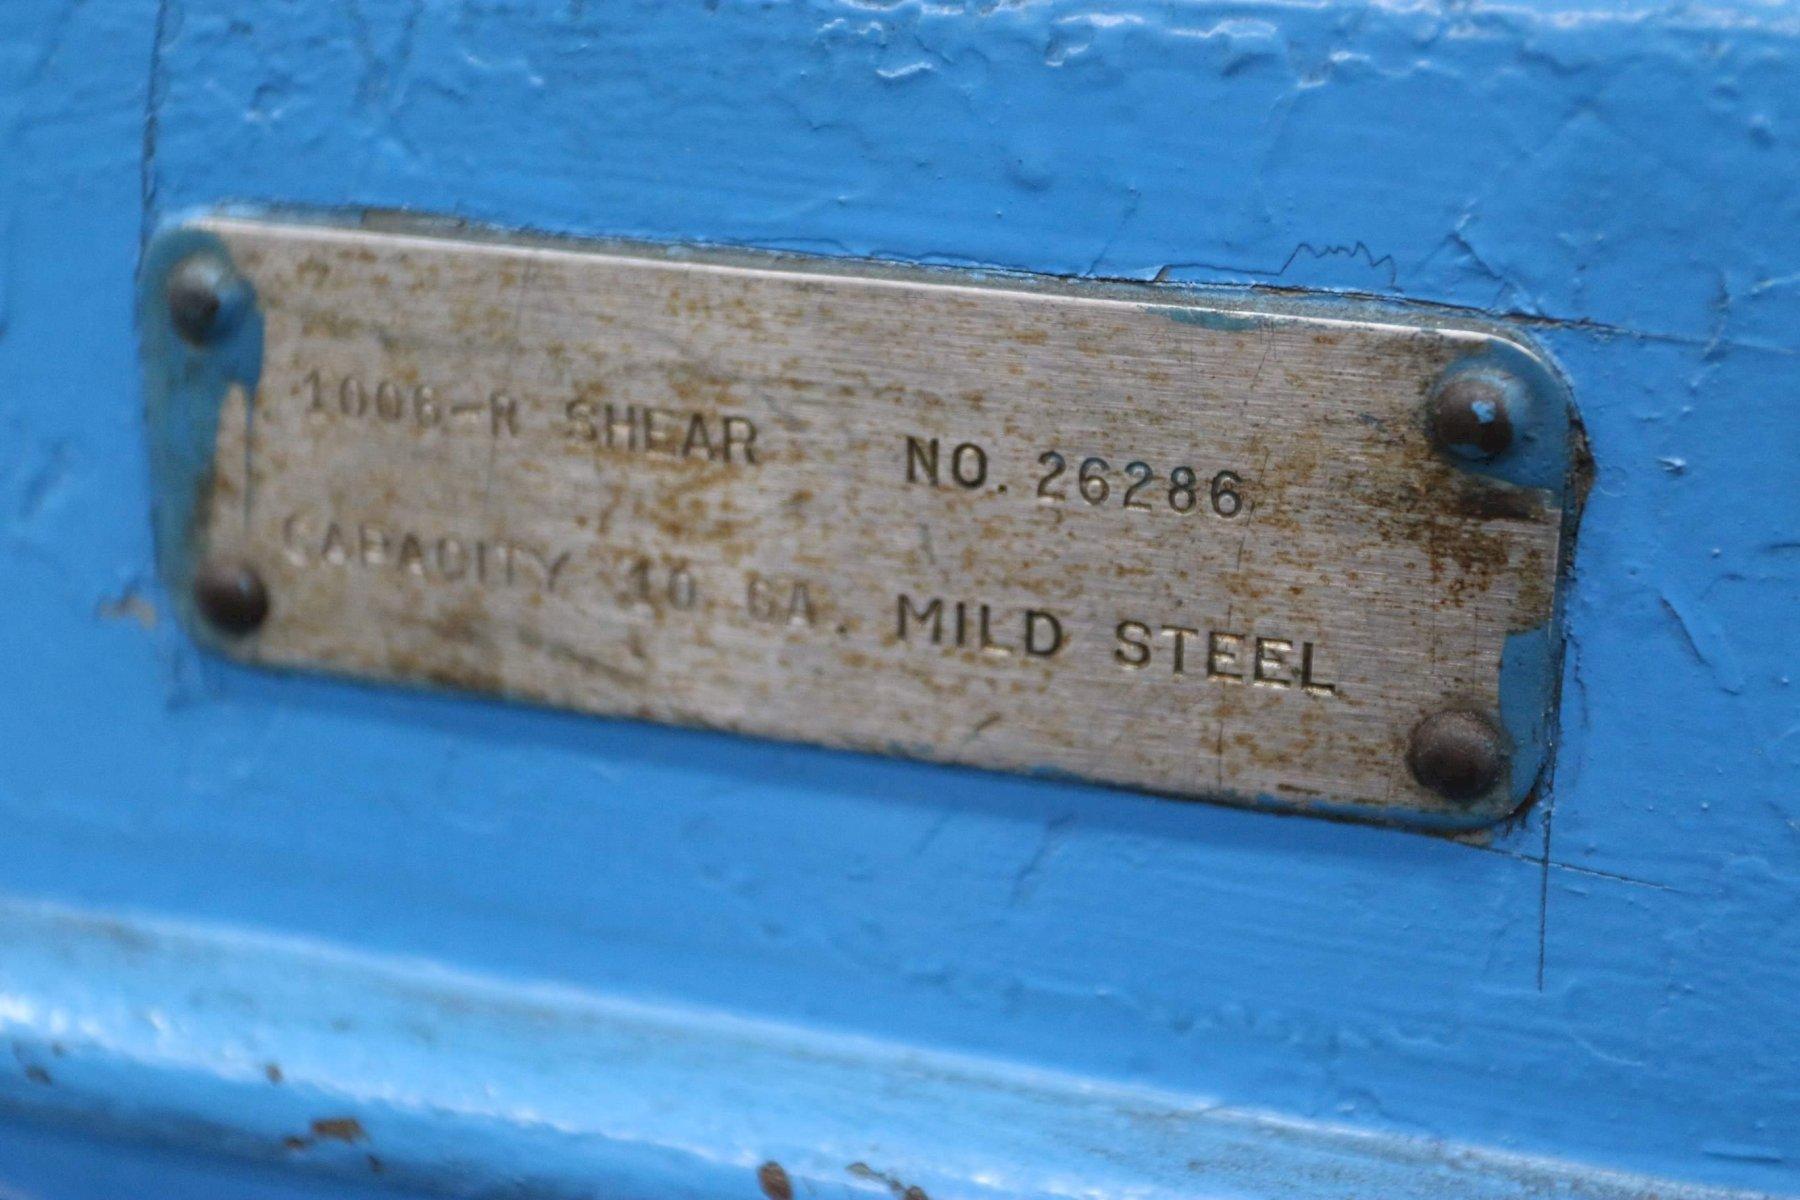 1006-R SHEAR NO. 26286
CAPACITY 10 GA. MILD STEEL